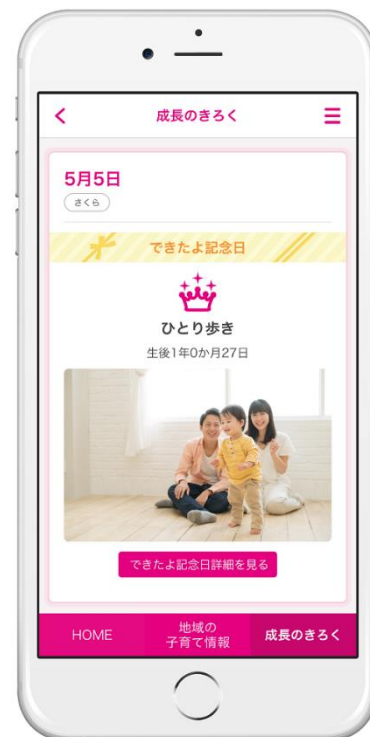 成長のきろく
5月5日
さくら
できたよ記念日
ひとり歩き
生後1年0か月27日
できたよ記念日詳細を見る
HOME
地域の
子育て情報
成長のきろく